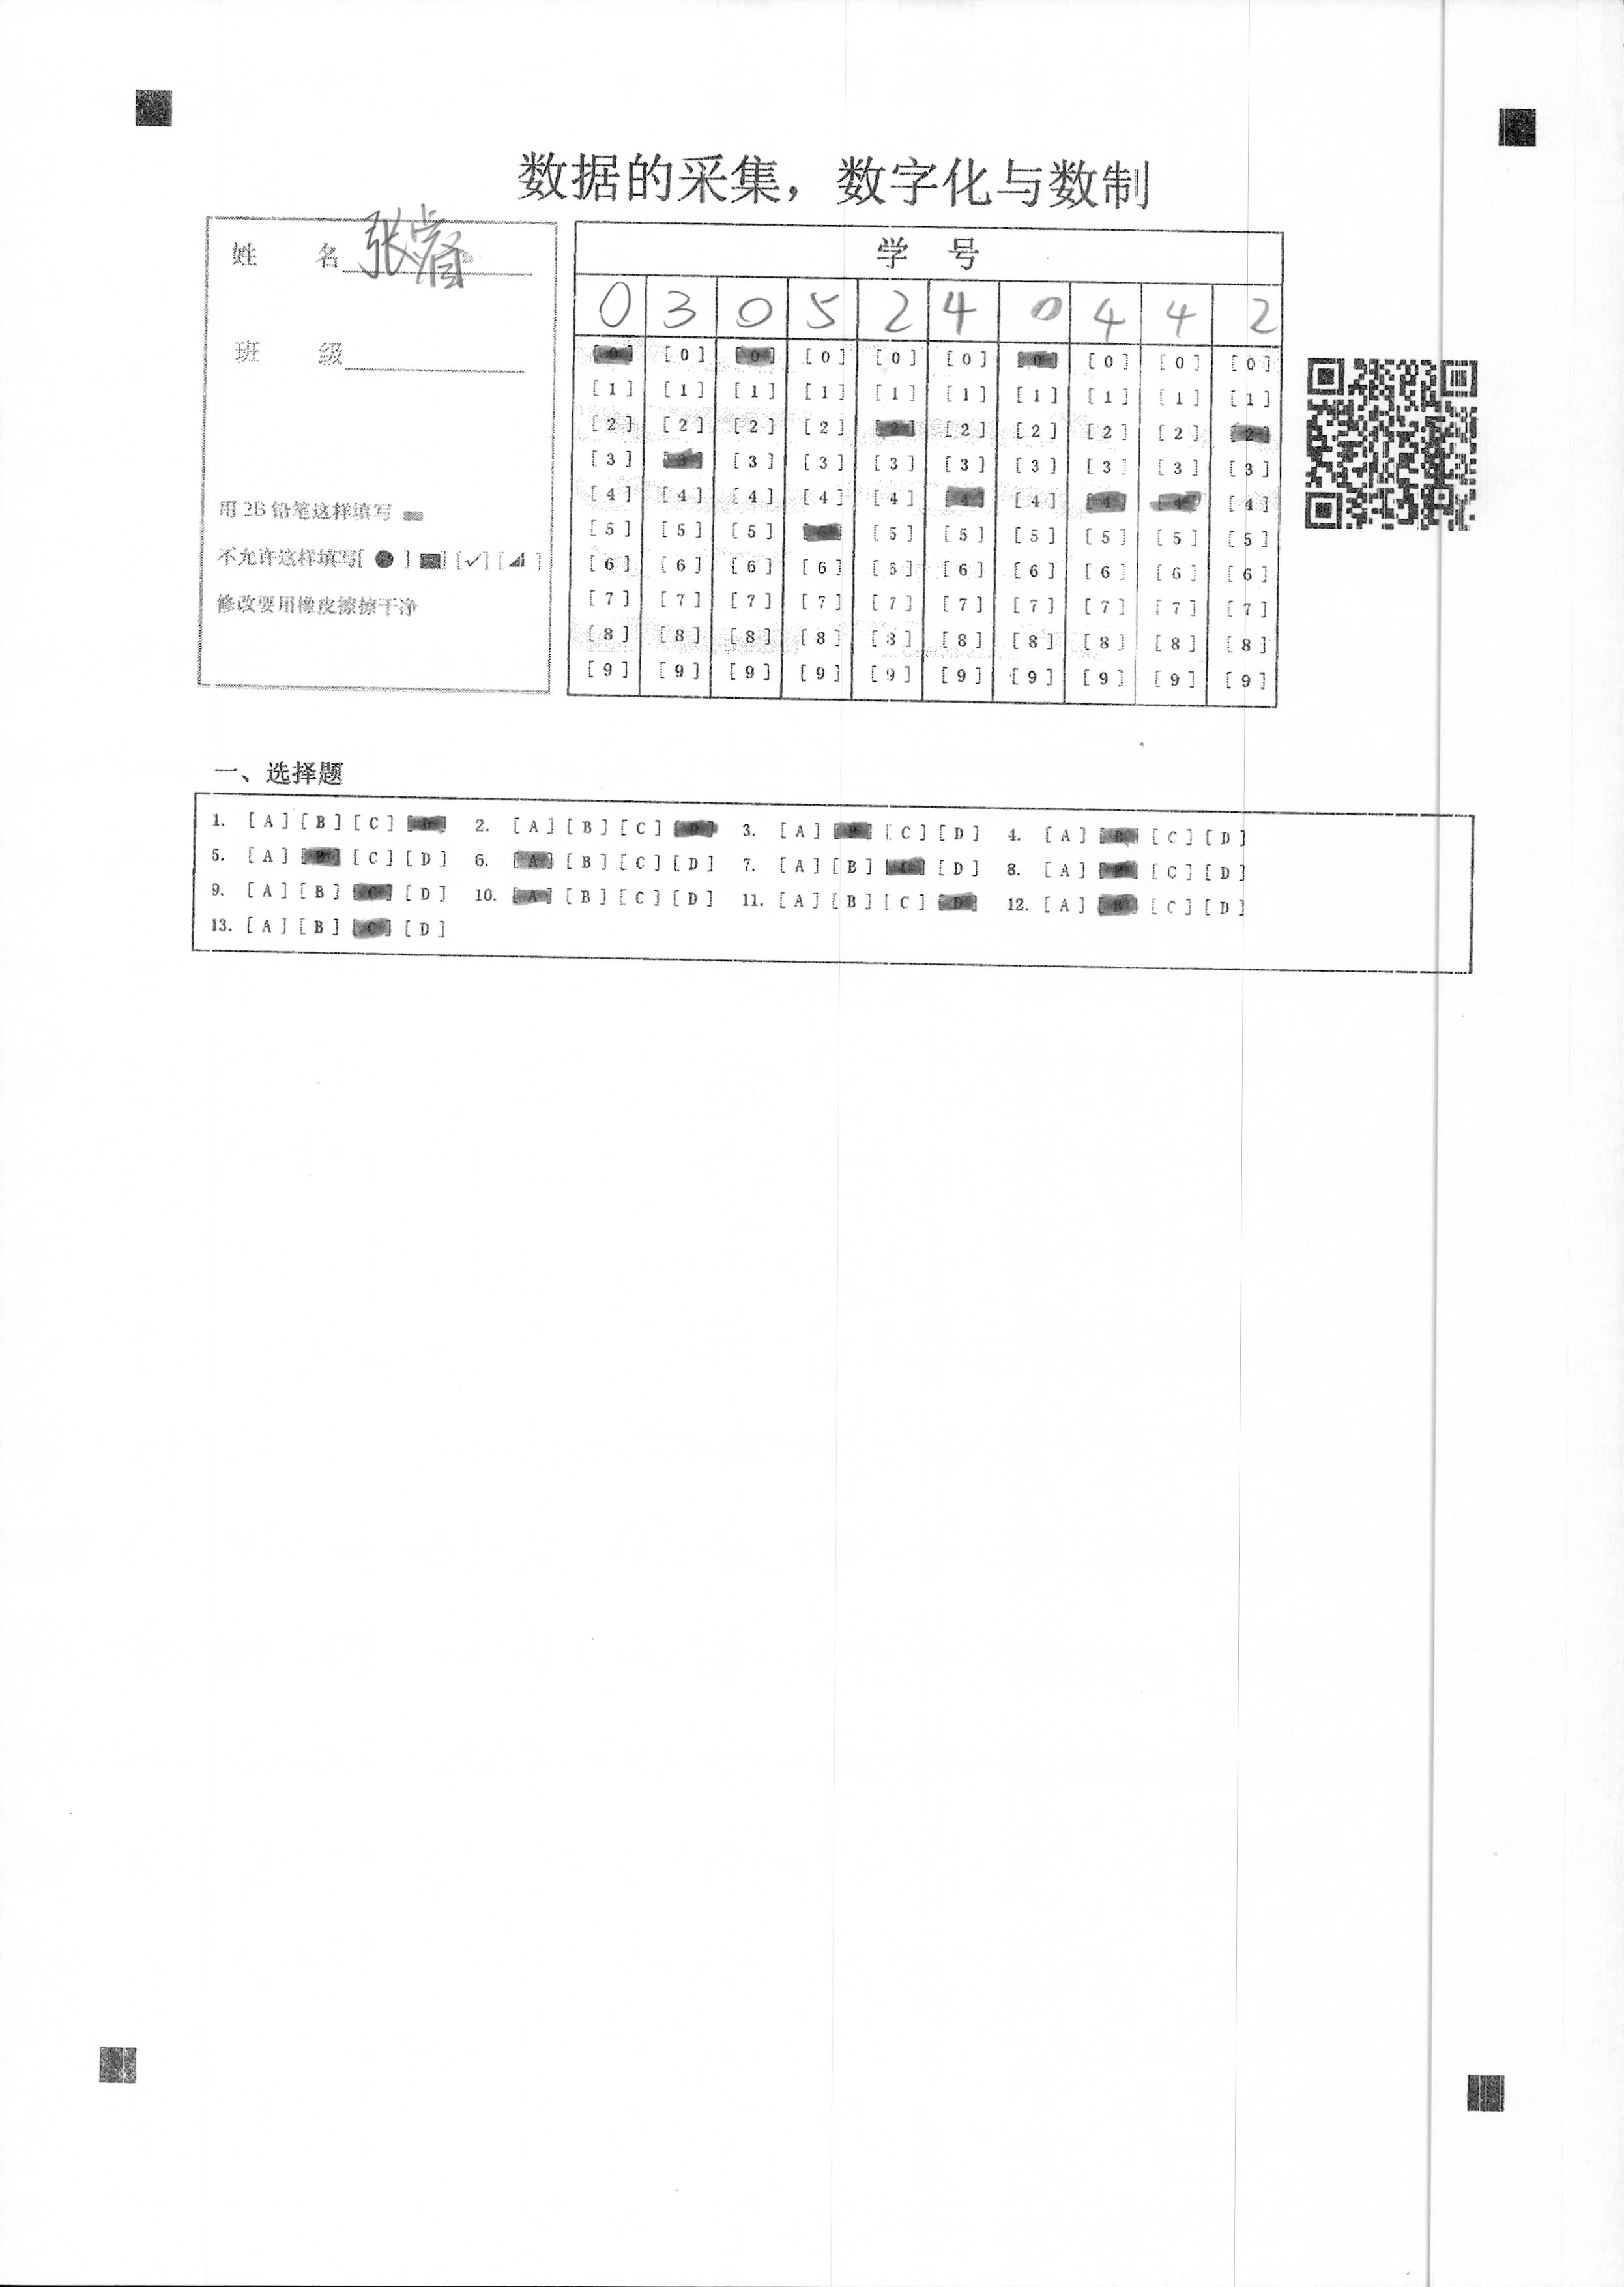 数据的采集，数字化与数制
姓 名 张睿
班 级
用 2B 铅笔这样填写
不允许这样填写[ ● ] [■] [✓] [◢ ]
修改要用橡皮擦擦干净
学 号
0 3 0 5 2 4 0 4 4 2
[0] [0] [0] [0] [0] [0] [0] [0] [0] [0]
[1] [1] [1] [1] [1] [1] [1] [1] [1] [1]
[2] [2] [2] [2] [2] [2] [2] [2] [2] [2]
[3] [3] [3] [3] [3] [3] [3] [3] [3] [3]
[4] [4] [4] [4] [4] [4] [4] [4] [4] [4]
[5] [5] [5] [5] [5] [5] [5] [5] [5]
[6] [6] [6] [6] [6] [6] [6] [6] [6] [6]
[7] [7] [7] [7] [7] [7] [7] [7] [7] [7]
[8] [8] [8] [8] [8] [8] [8] [8] [8] [8]
[9] [9] [9] [9] [9] [9] [9] [9] [9] [9]
一、选择题
1. [A] [B] [C] [D] 2. [A] [B] [C] [D] 3. [A] [B] [C] [D] 4. [A] [B] [C] [D]
5. [A] [B] [C] [D] 6. [A] [B] [C] [D] 7. [A] [B] [C] [D] 8. [A] [B] [C] [D]
9. [A] [B] [C] [D] 10. [A] [B] [C] [D] 11. [A] [B] [C] [D] 12. [A] [B] [C] [D]
13. [A] [B] [C] [D]